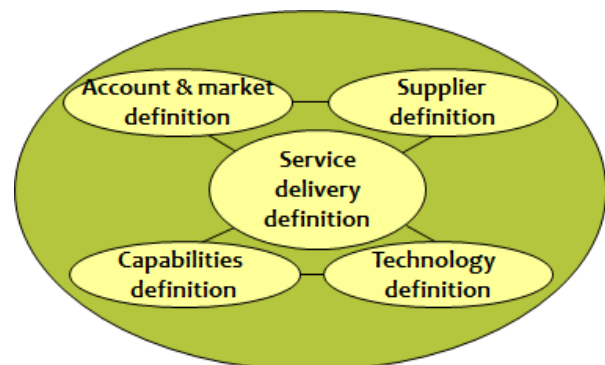 Account & market
definition
Supplier
definition
Service
delivery
definition
Capabilities
definition
Technology
definition